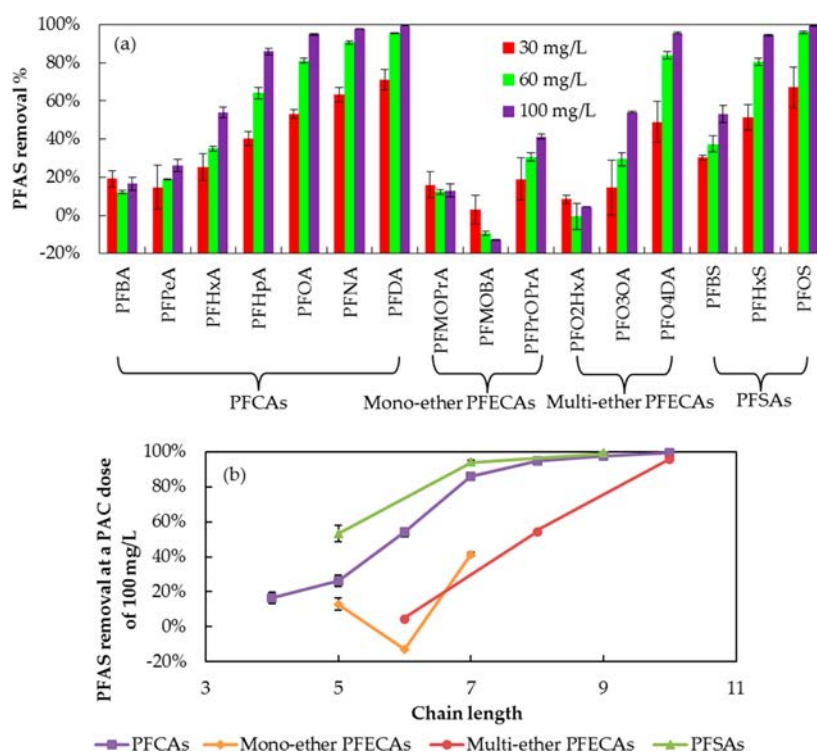 100%
80%
60%
40%
20%
0%
-20%
PFAS removal %
(a)
30 mg/L
60 mg/L
100 mg/L
PFBA
PFPeA
PFHxA
PFHpA
PFOA
PFNA
PFDA
PFMOPrA
PFMOBA
PFPrOPrA
PFO2HxA
PFO3OA
PFO4DA
PFBS
PFHxS
PFOS
PFCAs
Mono-ether PFECAs
Multi-ether PFECAs
PFSAs
100%
80%
60%
40%
20%
0%
-20%
PFAS removal at a PAC dose
of 100 mg/L
(b)
3
5
7
9
11
Chain length
PFCAs
Mono-ether PFECAs
Multi-ether PFECAs
PFSAs